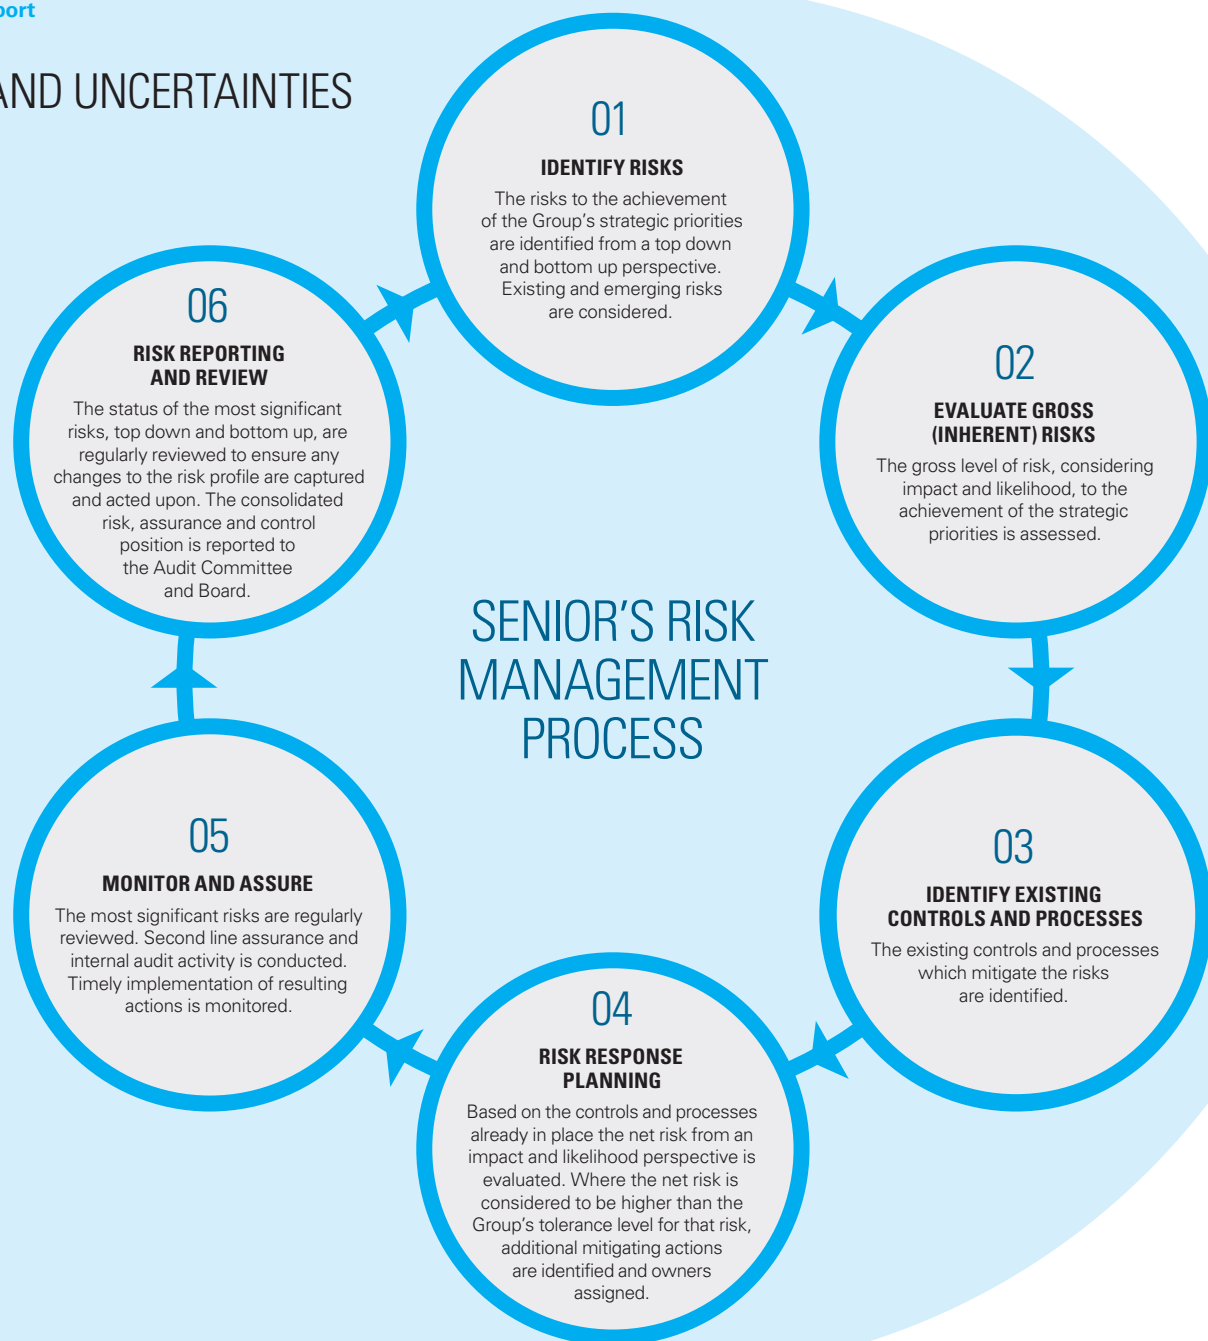 AND UNCERTAINTIES
01
IDENTIFY RISKS
The risks to the achievement
of the Group’s strategic priorities
are identified from a top down
and bottom up perspective.
Existing and emerging risks
are considered.
02
EVALUATE GROSS
(INHERENT) RISKS
The gross level of risk, considering
impact and likelihood, to the
achievement of the strategic
priorities is assessed.
03
IDENTIFY EXISTING
CONTROLS AND PROCESSES
The existing controls and processes
which mitigate the risks
are identified.
04
RISK RESPONSE
PLANNING
Based on the controls and processes
already in place the net risk from an
impact and likelihood perspective is
evaluated. Where the net risk is
considered to be higher than the
Group’s tolerance level for that risk,
additional mitigating actions
are identified and owners
assigned.
05
MONITOR AND ASSURE
The most significant risks are regularly
reviewed. Second line assurance and
internal audit activity is conducted.
Timely implementation of resulting
actions is monitored.
06
RISK REPORTING
AND REVIEW
The status of the most significant
risks, top down and bottom up, are
regularly reviewed to ensure any
changes to the risk profile are captured
and acted upon. The consolidated
risk, assurance and control
position is reported to
the Audit Committee
and Board.
SENIOR’S RISK
MANAGEMENT
PROCESS